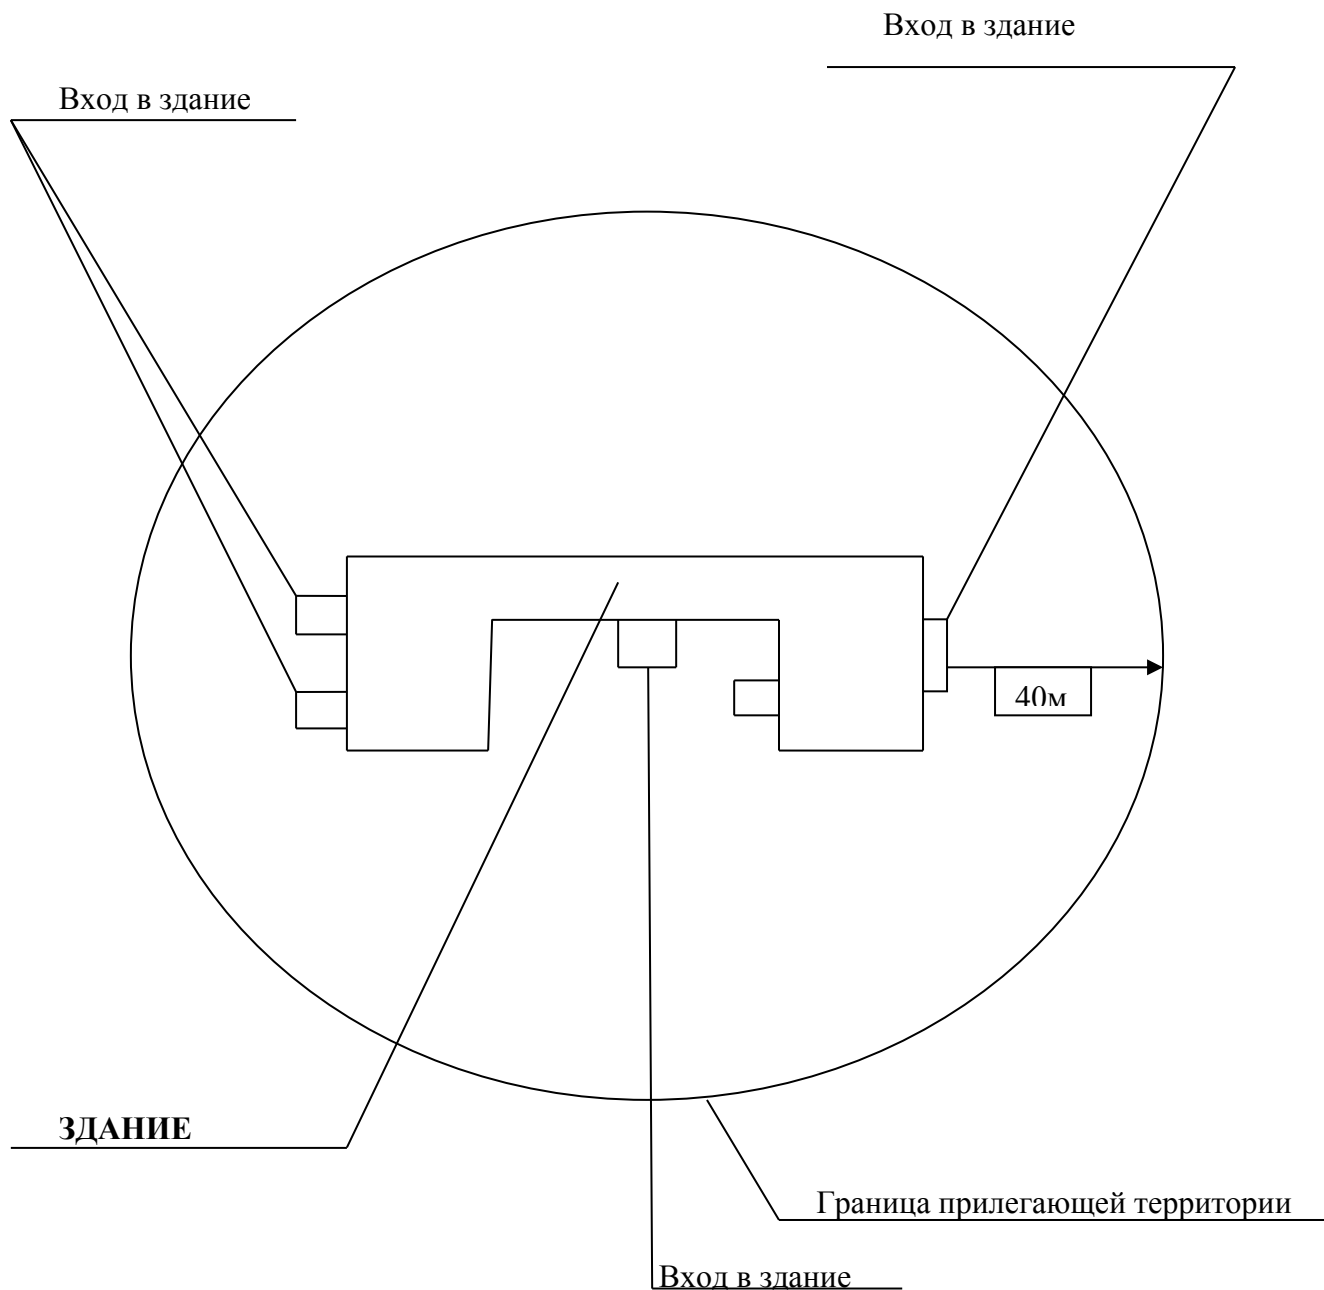 Вход в здание
Вход в здание
40м
ЗДАНИЕ
Граница прилегающей территории
Вход в здание